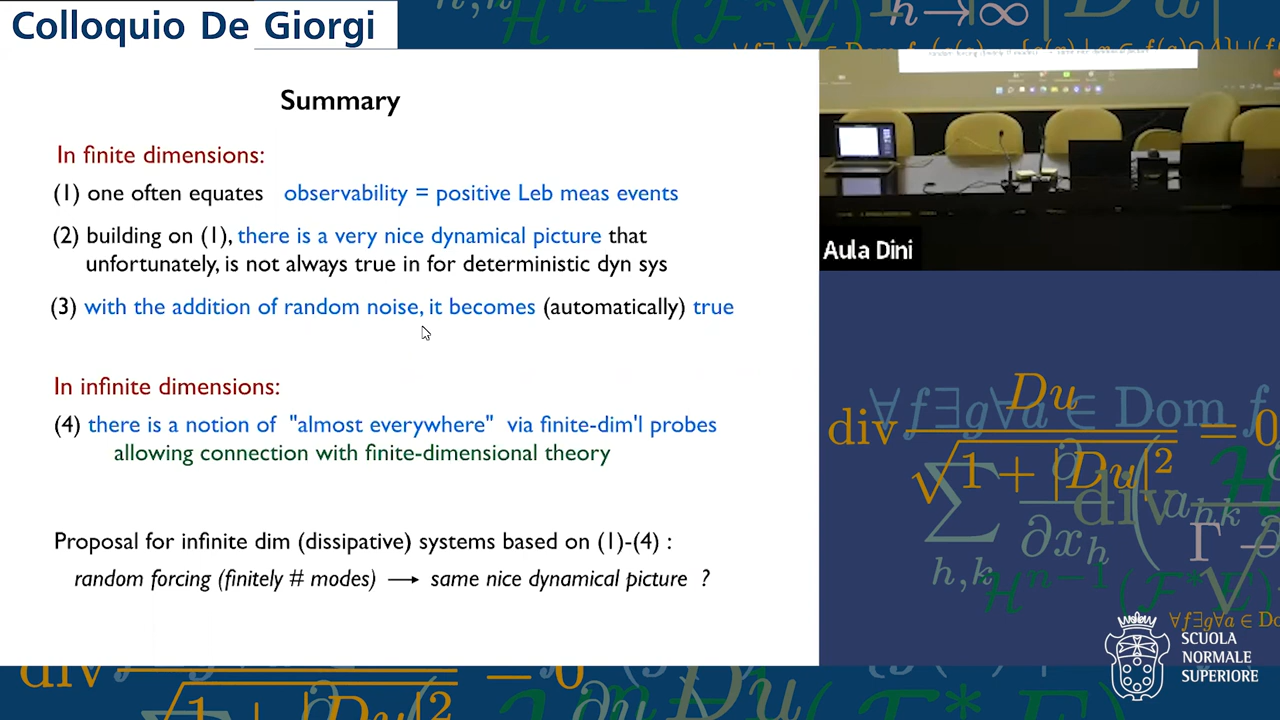 Colloquio De Giorgi
Summary
In finite dimensions:
(1) one often equates observability = positive Leb meas events
(2) building on (1), there is a very nice dynamical picture that
unfortunately, is not always true in for deterministic dyn sys
(3) with the addition of random noise, it becomes (automatically) true
In infinite dimensions:
(4) there is a notion of "almost everywhere" via finite-dim'l probes
allowing connection with finite-dimensional theory
Proposal for infinite dim (dissipative) systems based on (1)-(4) :
random forcing (finitely # modes) ⟶ same nice dynamical picture ?
Aula Dini
SCUOLA
NORMALE
SUPERIORE